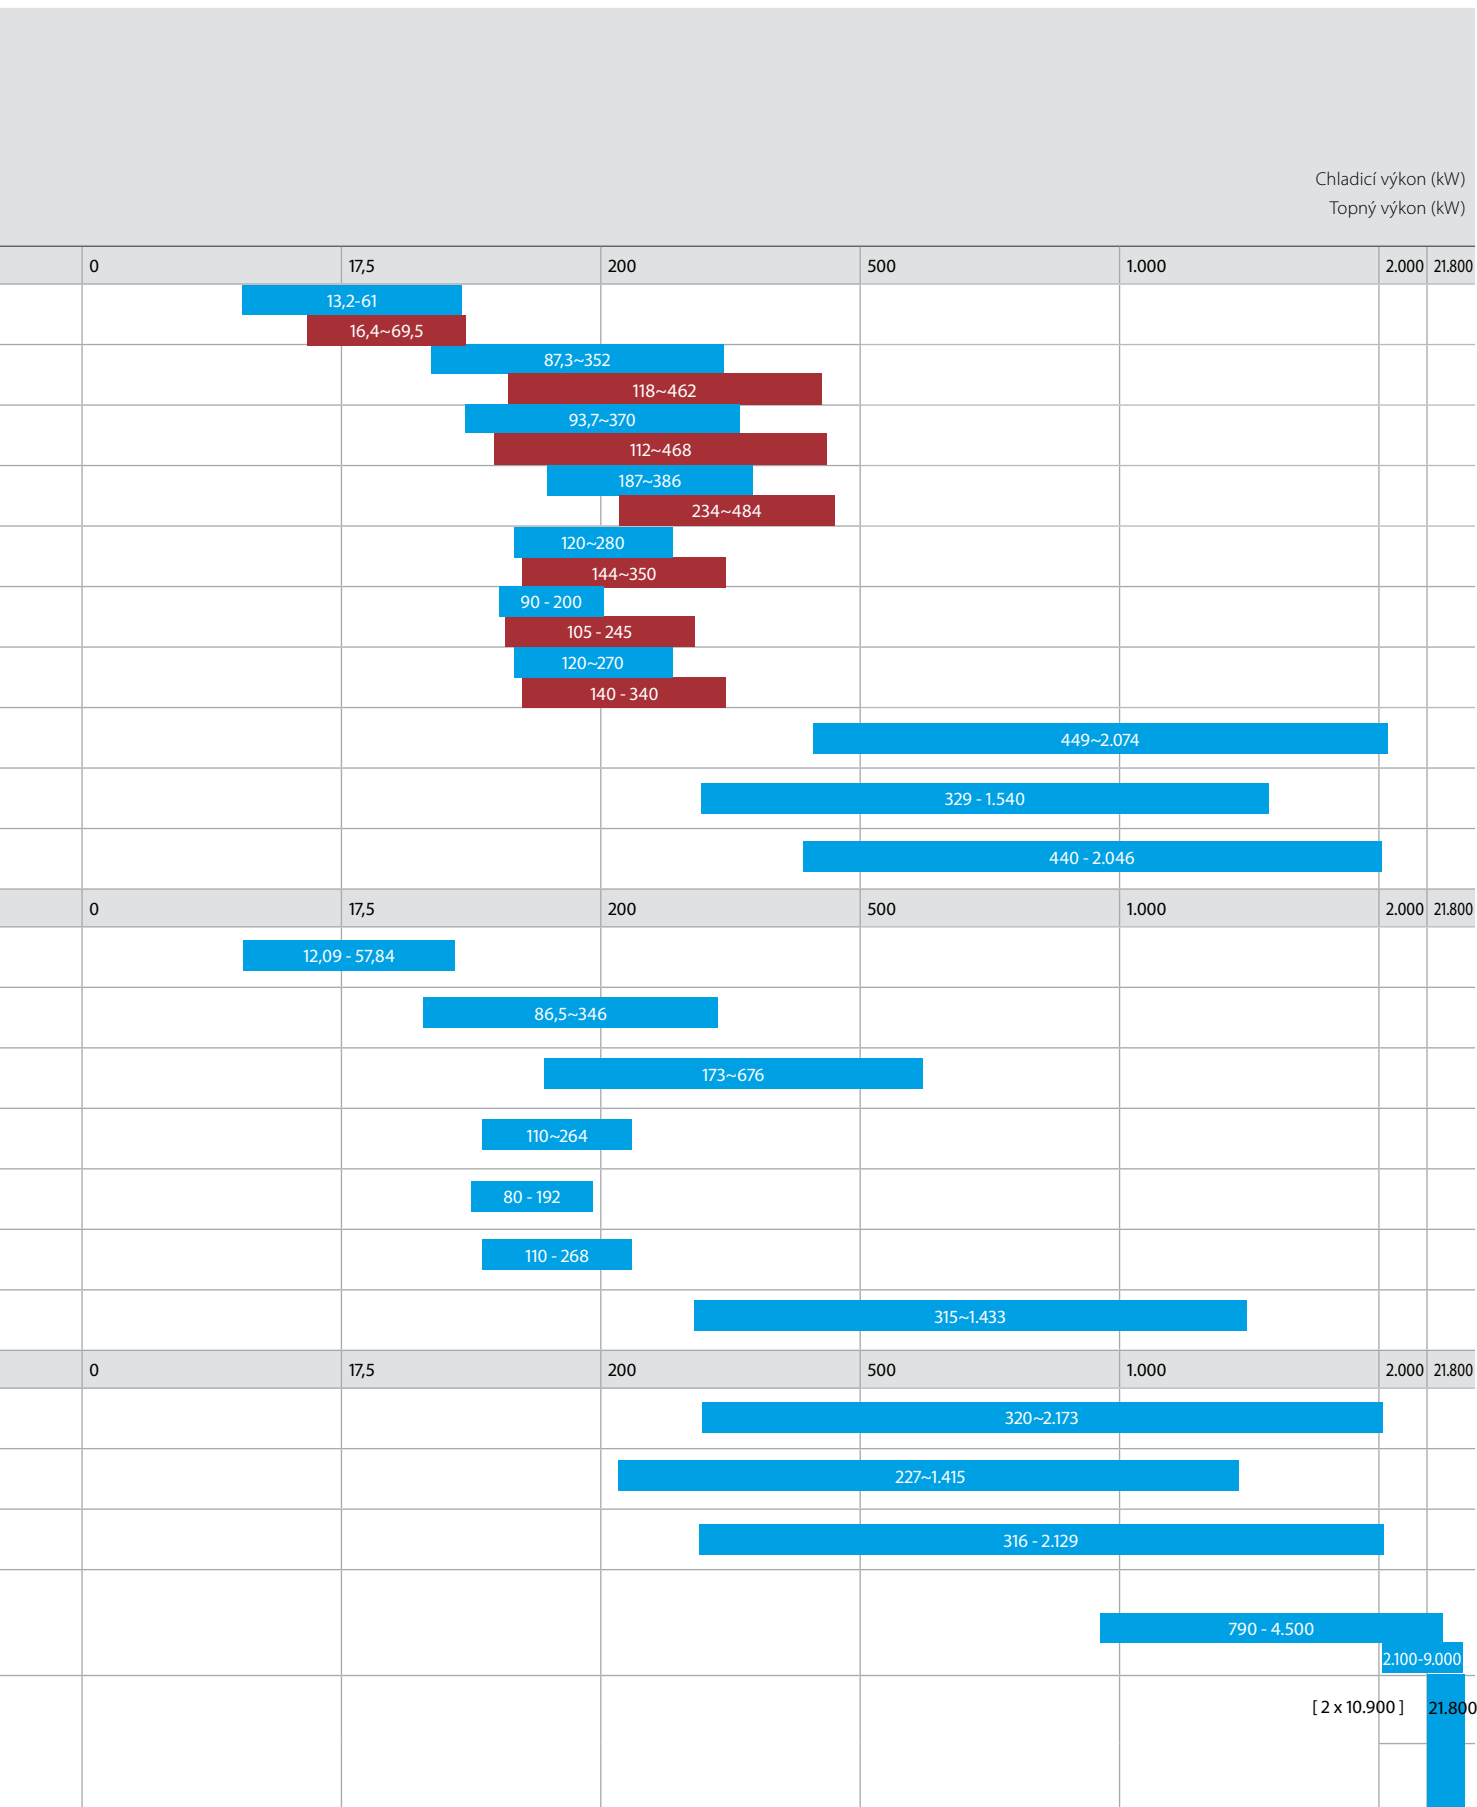 Chladicí výkon (kW)
Topný výkon (kW)
0 17,5 200 500 1.000 2.000 21.800
13,2-61
16,4~69,5
87,3~352
118~462
93,7~370
112~468
187~386
234~484
120~280
144~350
90 - 200
105 - 245
120~270
140 - 340
449~2.074
329 - 1.540
440 - 2.046
0 17,5 200 500 1.000 2.000 21.800
12,09 - 57,84
86,5~346
173~676
110~264
80 - 192
110 - 268
315~1.433
0 17,5 200 500 1.000 2.000 21.800
320~2.173
227~1.415
316 - 2.129
790 - 4.500
2.100-9.000
[ 2 x 10.900 ] 21.800